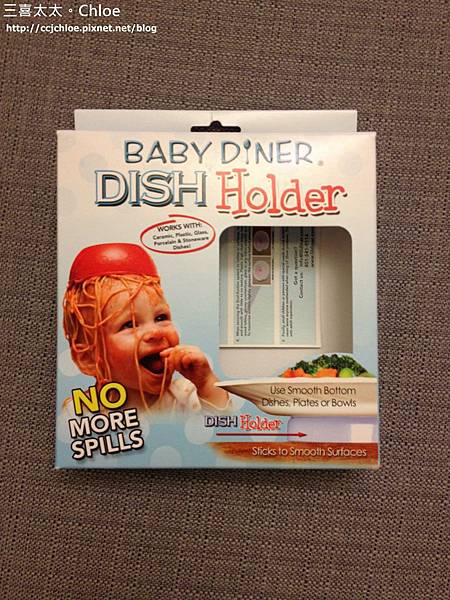 三喜太太。Chloe
http://ccjchloe.pixnet.net/blog
BABY DINER
DISH Holder
WORKS WITH:
Ceramic, Plastic, Glass,
Porcelain & Stoneware
Dishes!
NO
MORE
SPILLS
Use Smooth Bottom
Dishes, Plates or Bowls
DISH Holder
Sticks to Smooth Surfaces
Got a question?